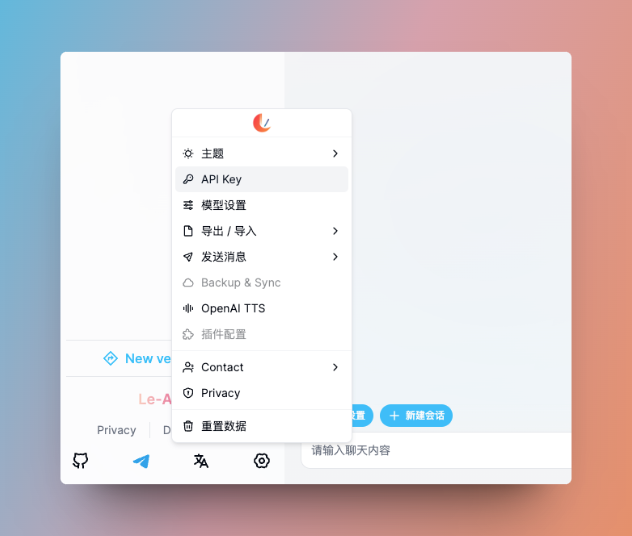 主题
API Key
模型设置
导出 / 导入
发送消息
Backup & Sync
OpenAI TTS
插件配置
Contact
Privacy
重置数据
New ve
Le-A
Privacy
D
置
新建会话
请输入聊天内容